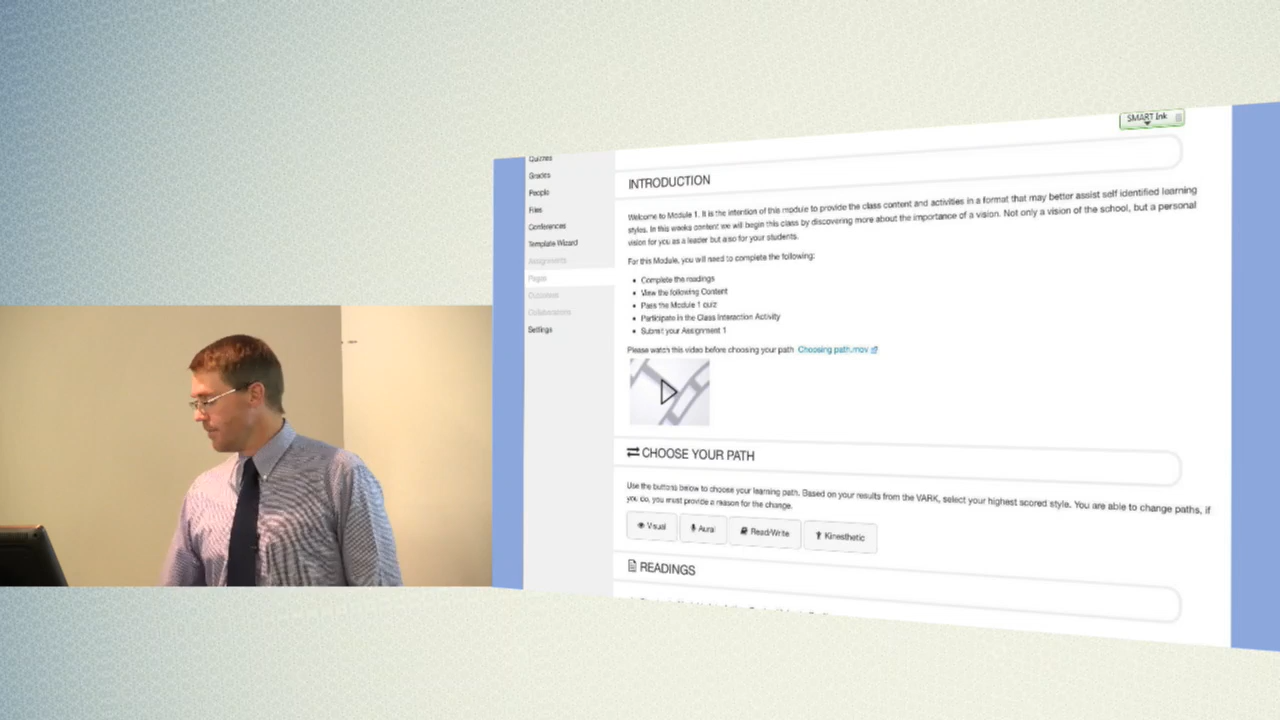 SMART Ink
Quizzes
Grades
People
Files
Conferences
Template Wizard
Assignments
Pages
Outcomes
Collaborations
Settings
INTRODUCTION
Welcome to Module 1. It is the intention of this module to provide the class content and activities in a format that may better assist self identified learning
styles. In this weeks content we will begin this class by discovering more about the importance of a vision. Not only a vision of the school, but a personal
vision for you as a leader but also for your students.
For this Module, you will need to complete the following:
Complete the readings
View the following Content
Pass the Module 1 quiz
Participate in the Class Interaction Activity
Submit your Assignment 1
Please watch this video before choosing your path Choosing path.mov
CHOOSE YOUR PATH
Use the buttons below to choose your learning path. Based on your results from the VARK, select your highest scored style. You are able to change paths, if
you do, you must provide a reason for the change.
Visual Aural Read/Write Kinesthetic
READINGS